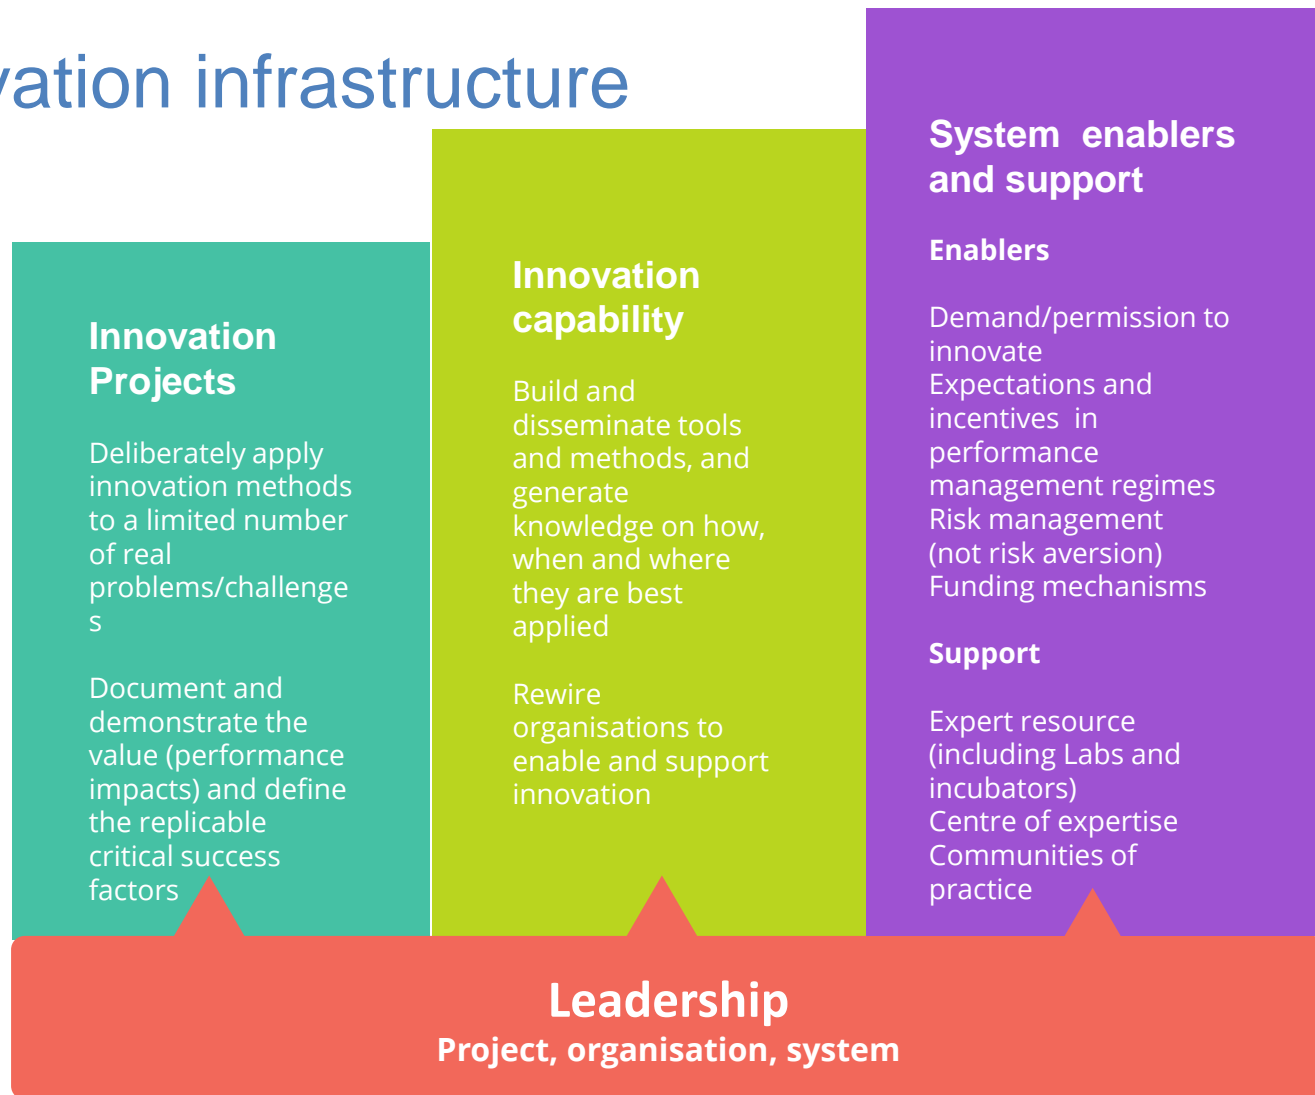 vation infrastructure
Innovation
Projects
Deliberately apply
innovation methods
to a limited number
of real
problems/challenge
s
Document and
demonstrate the
value (performance
impacts) and define
the replicable
critical success
factors
Innovation
capability
Build and
disseminate tools
and methods, and
generate
knowledge on how,
when and where
they are best
applied
Rewire
organisations to
enable and support
innovation
System  enablers
and support
Enablers
Demand/permission to
innovate
Expectations and
incentives  in
performance
management regimes
Risk management
(not risk aversion)
Funding mechanisms
Support
Expert resource
(including Labs and
incubators)
Centre of expertise
Communities of
practice
Leadership
Project, organisation, system